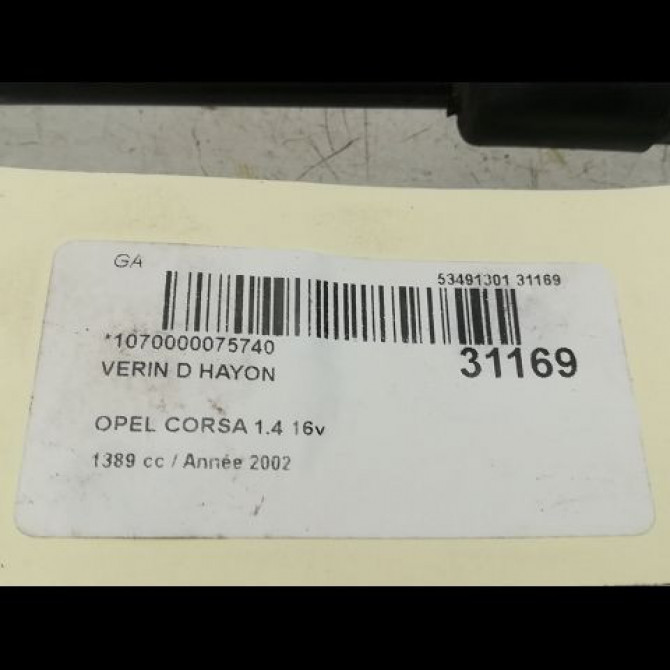 GA
53491301 31169
*1070000075740
31169
VERIN D HAYON
OPEL CORSA 1.4 16v
1389 cc / Année 2002